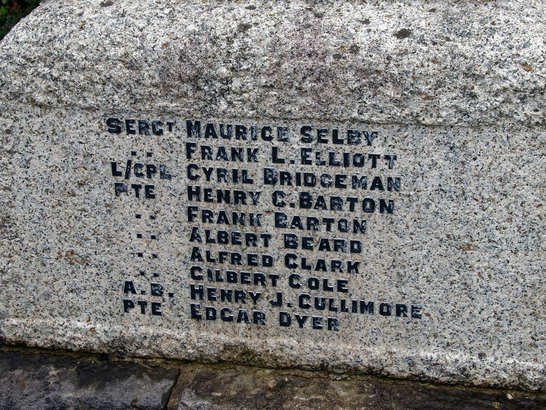 SERGT MAURICE SELBY
.. FRANK L. ELLIOTT
L/CPL CYRIL BRIDGEMAN
PTE HENRY C. BARTON
.. FRANK BARTON
.. ALBERT BEARD
.. ALFRED CLARK
.. GILBERT COLE
A.B. HENRY J. CULLIMORE
PTE EDGAR DYER